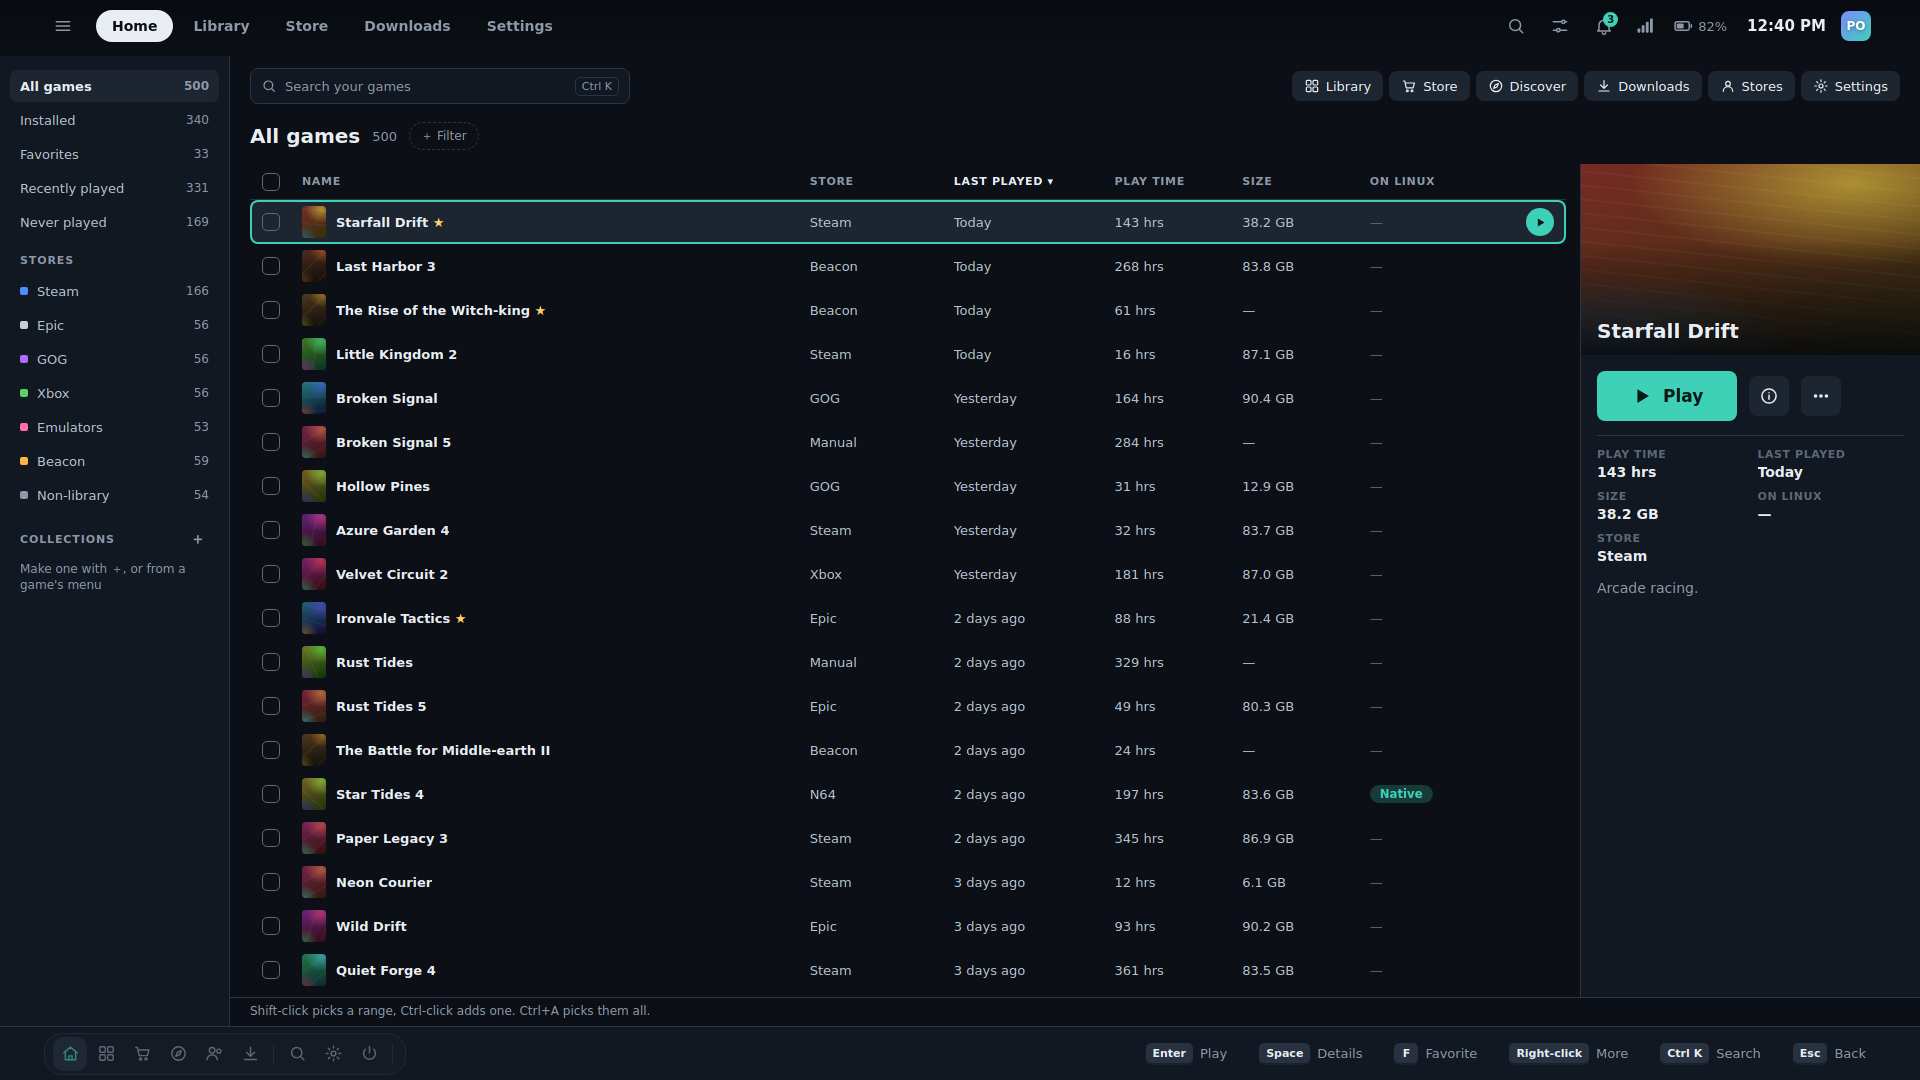 Home Library Store Downloads Settings 3 82% 12:40 PM PO
All games 500
Installed 340
Favorites 33
Recently played 331
Never played 169
STORES
Steam 166
Epic 56
GOG 56
Xbox 56
Emulators 53
Beacon 59
Non-library 54
COLLECTIONS +
Make one with +, or from a
game's menu
Search your games Ctrl K
Library Store Discover Downloads Stores Settings
All games 500 + Filter
NAME STORE LAST PLAYED ▾ PLAY TIME SIZE ON LINUX
Starfall Drift ★ Steam Today 143 hrs 38.2 GB —
Last Harbor 3 Beacon Today 268 hrs 83.8 GB —
The Rise of the Witch-king ★ Beacon Today 61 hrs — —
Little Kingdom 2 Steam Today 16 hrs 87.1 GB —
Broken Signal GOG Yesterday 164 hrs 90.4 GB —
Broken Signal 5 Manual Yesterday 284 hrs — —
Hollow Pines GOG Yesterday 31 hrs 12.9 GB —
Azure Garden 4 Steam Yesterday 32 hrs 83.7 GB —
Velvet Circuit 2 Xbox Yesterday 181 hrs 87.0 GB —
Ironvale Tactics ★ Epic 2 days ago 88 hrs 21.4 GB —
Rust Tides Manual 2 days ago 329 hrs — —
Rust Tides 5 Epic 2 days ago 49 hrs 80.3 GB —
The Battle for Middle-earth II Beacon 2 days ago 24 hrs — —
Star Tides 4 N64 2 days ago 197 hrs 83.6 GB Native
Paper Legacy 3 Steam 2 days ago 345 hrs 86.9 GB —
Neon Courier Steam 3 days ago 12 hrs 6.1 GB —
Wild Drift Epic 3 days ago 93 hrs 90.2 GB —
Quiet Forge 4 Steam 3 days ago 361 hrs 83.5 GB —
Starfall Drift
Play
PLAY TIME LAST PLAYED
143 hrs Today
SIZE ON LINUX
38.2 GB —
STORE
Steam
Arcade racing.
Shift-click picks a range, Ctrl-click adds one. Ctrl+A picks them all.
Enter Play Space Details F Favorite Right-click More Ctrl K Search Esc Back